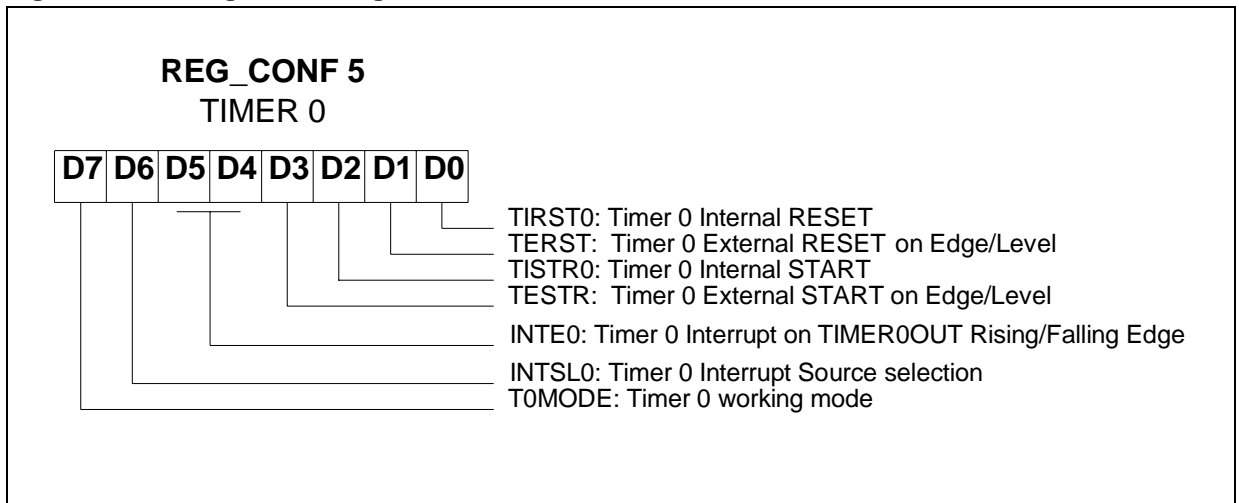 REG_CONF 5
TIMER 0
D7 D6 D5 D4 D3 D2 D1 D0
TIRST0: Timer 0 Internal RESET
TERST: Timer 0 External RESET on Edge/Level
TISTR0: Timer 0 Internal START
TESTR: Timer 0 External START on Edge/Level
INTE0: Timer 0 Interrupt on TIMER0OUT Rising/Falling Edge
INTSL0: Timer 0 Interrupt Source selection
T0MODE: Timer 0 working mode